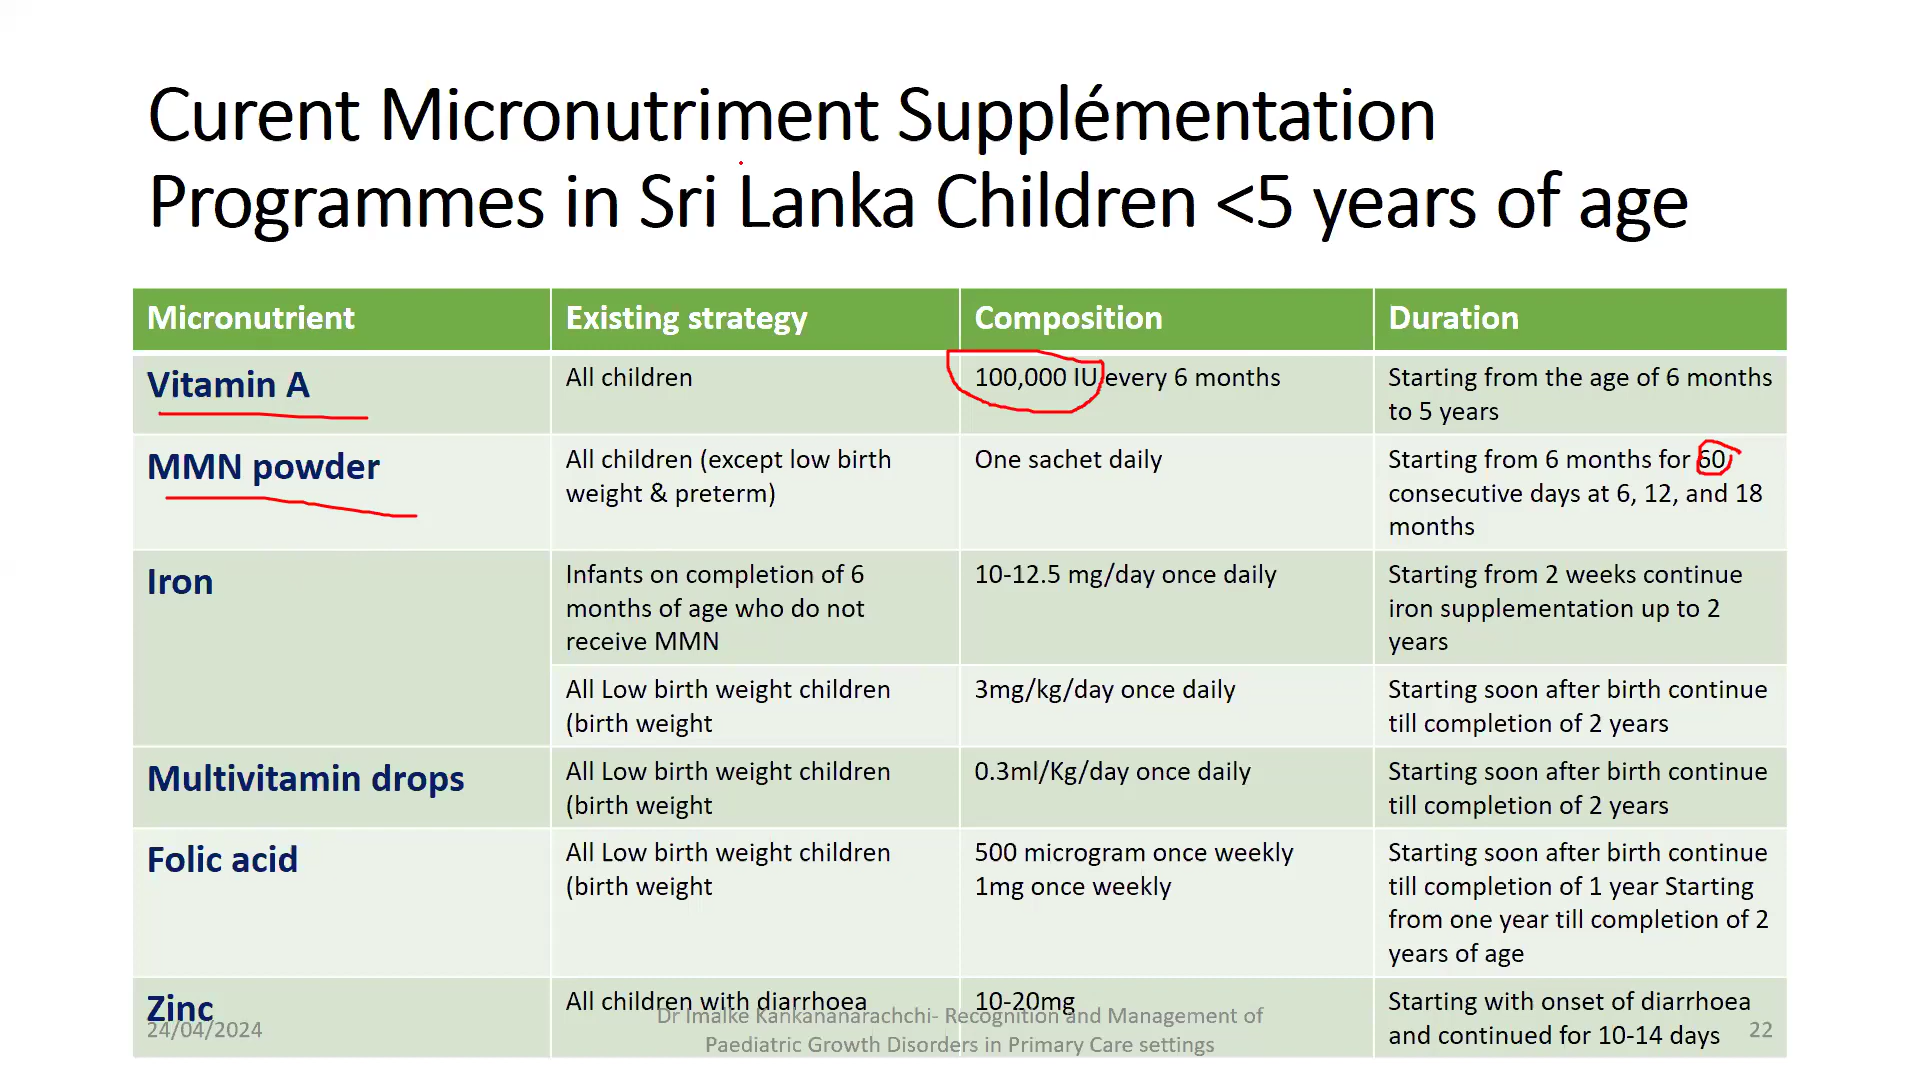 Curent Micronutriment Supplémentation
Programmes in Sri Lanka Children <5 years of age
Micronutrient
Existing strategy
Composition
Duration
Vitamin A
All children
100,000 IU every 6 months
Starting from the age of 6 months
to 5 years
MMN powder
All children (except low birth
weight & preterm)
One sachet daily
Starting from 6 months for 60
consecutive days at 6, 12, and 18
months
Iron
Infants on completion of 6
months of age who do not
receive MMN
10-12.5 mg/day once daily
Starting from 2 weeks continue
iron supplementation up to 2
years
All Low birth weight children
(birth weight
3mg/kg/day once daily
Starting soon after birth continue
till completion of 2 years
Multivitamin drops
All Low birth weight children
(birth weight
0.3ml/Kg/day once daily
Starting soon after birth continue
till completion of 2 years
Folic acid
All Low birth weight children
(birth weight
500 microgram once weekly
1mg once weekly
Starting soon after birth continue
till completion of 1 year Starting
from one year till completion of 2
years of age
Zinc
All children with diarrhoea
10-20mg
Starting with onset of diarrhoea
and continued for 10-14 days
24/04/2024
Dr Imalke Kankananarachchi- Recognition and Management of
Paediatric Growth Disorders in Primary Care settings
22